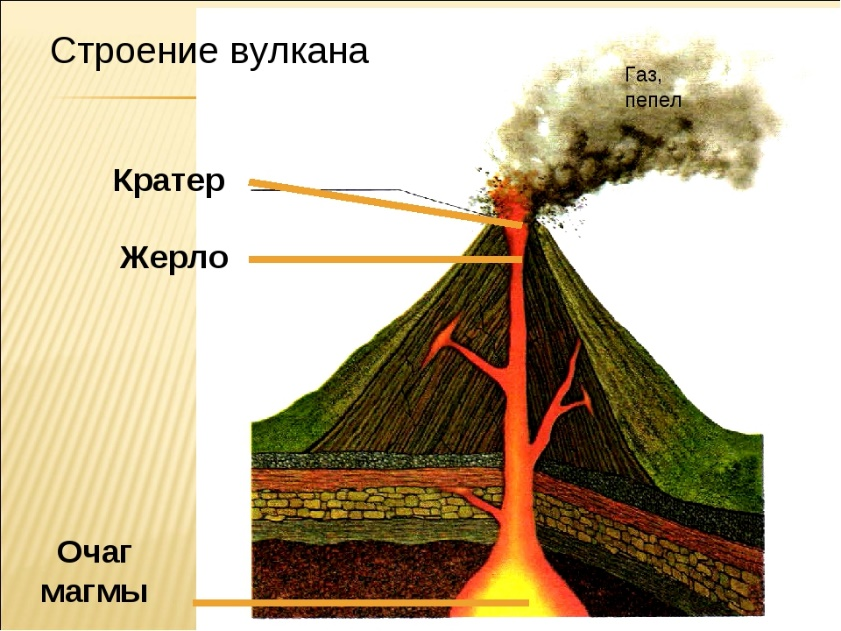 Строение вулкана
Газ,
пепел
Кратер
Жерло
Очаг
магмы